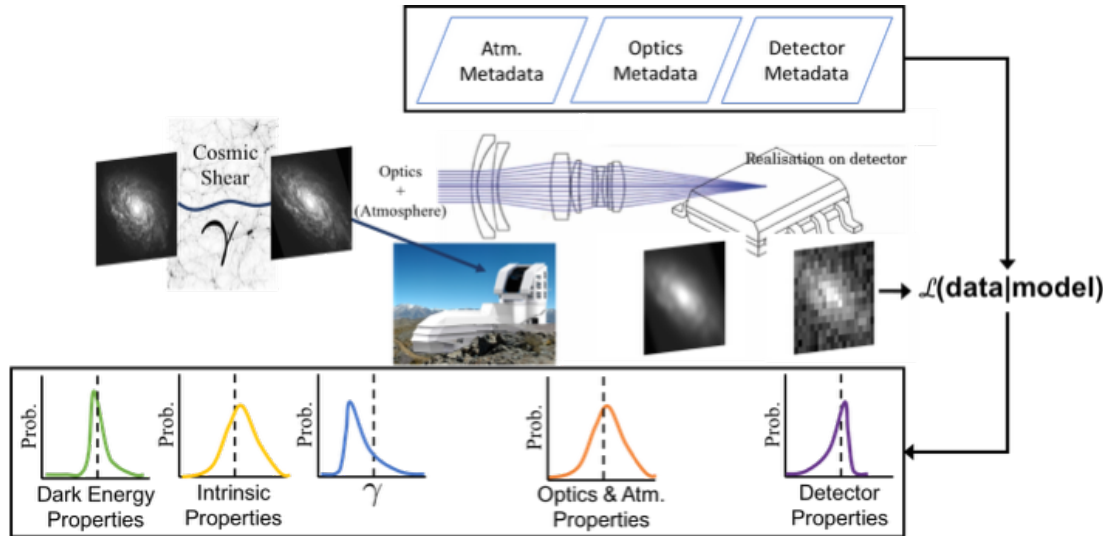 Atm.
Metadata
Optics
Metadata
Detector
Metadata
Cosmic
Shear
γ
Optics
+
(Atmosphere)
Realisation on detector
ℒ(data|model)
Prob.
Dark Energy
Properties
Prob.
Intrinsic
Properties
Prob.
γ
Prob.
Optics & Atm.
Properties
Prob.
Detector
Properties